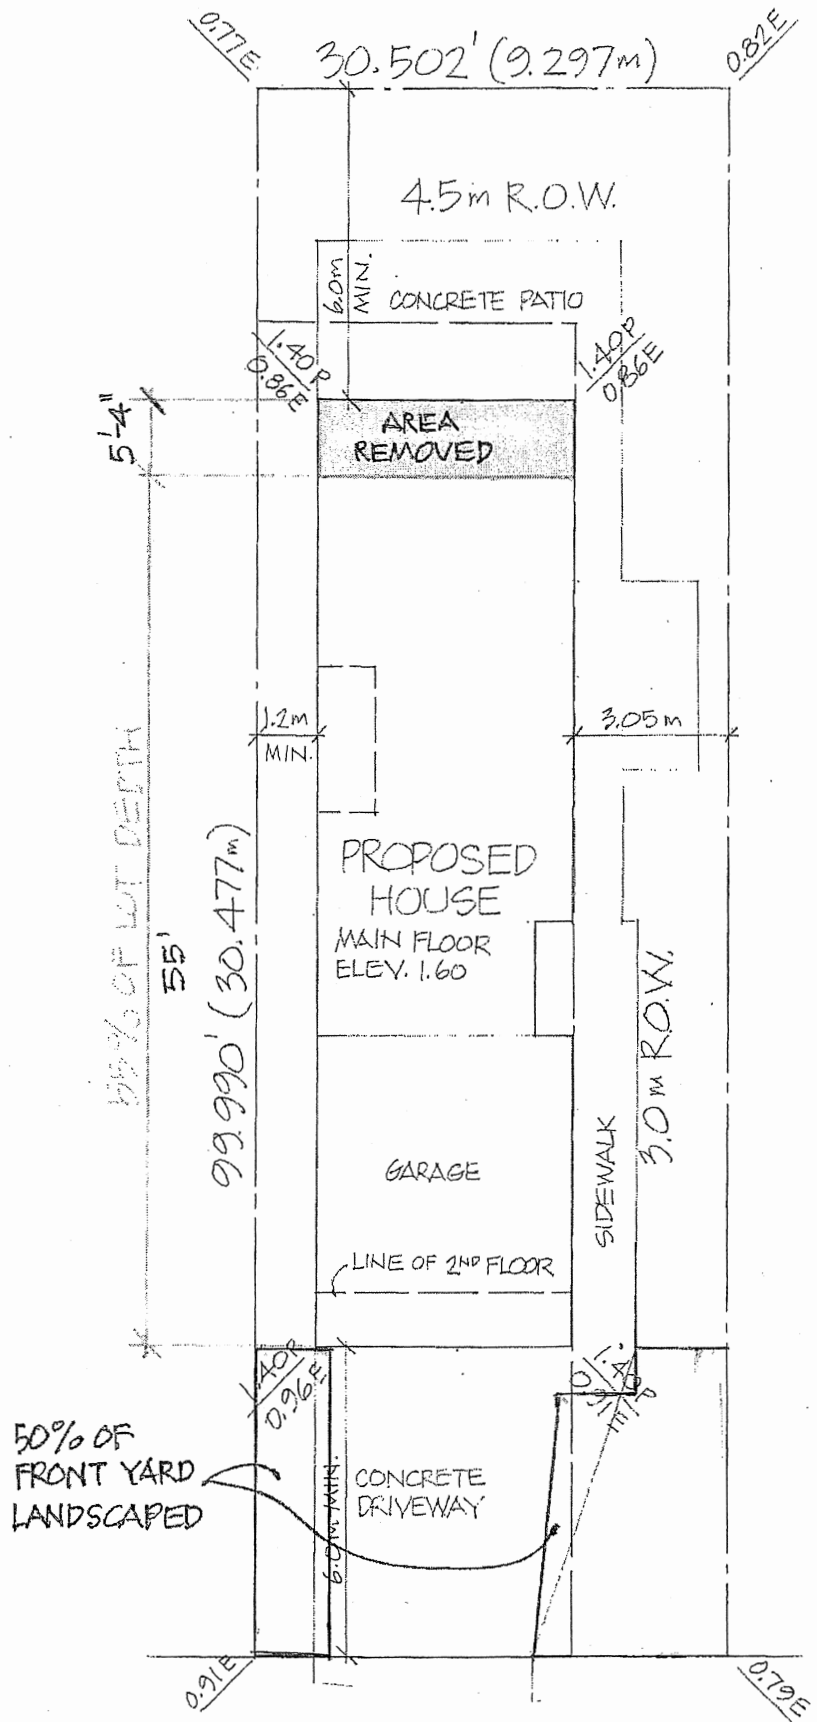 0.77E
30.502' (9.297m)
0.82E
4.5m R.O.W.
6.0m
MIN.
CONCRETE PATIO
1.40P
0.86E
1.40P
0.86E
5'-4"
AREA
REMOVED
1.2m
MIN.
3.05m
55% OF LOT DEPTH
55'
99.990' (30.477m)
PROPOSED
HOUSE
MAIN FLOOR
ELEV. 1.60
3.0m R.O.W.
SIDEWALK
GARAGE
LINE OF 2ND FLOOR
1.40P
0.96E
50% OF
FRONT YARD
LANDSCAPED
6.0m MIN.
CONCRETE
DRIVEWAY
0.91E
0.79E